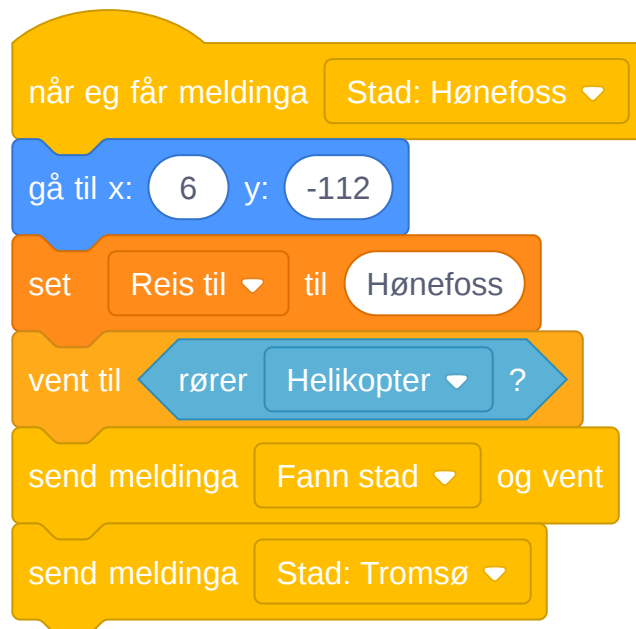 når eg får meldinga Stad: Hønefoss
gå til x: 6 y: -112
set Reis til til Hønefoss
vent til rører Helikopter ?
send meldinga Fann stad og vent
send meldinga Stad: Tromsø